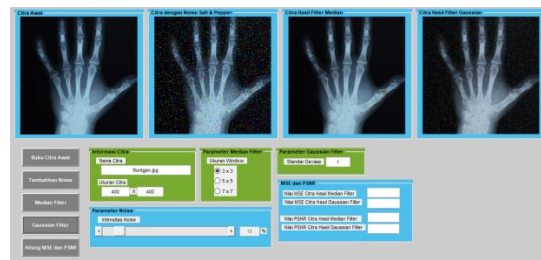 Citra Awal
Citra dengan Noise Salt & Pepper
Citra Hasil Filter Median
Citra Hasil Filter Gaussian
Buka Citra Awal
Tambahkan Noise
Median Filter
Gaussian Filter
Hitung MSE dan PSNR
Informasi Citra
Nama Citra
Rontgen.jpg
Ukuran Citra
400 X 400
Parameter Median Filter
Ukuran Window
3 x 3
5 x 5
7 x 7
Parameter Gaussian Filter
Standar Deviasi 1
Parameter Noise
Intensitas Noise
10 %
MSE dan PSNR
Nilai MSE Citra Hasil Median Filter
Nilai MSE Citra Hasil Gaussian Filter
Nilai PSNR Citra Hasil Median Filter
Nilai PSNR Citra Hasil Gaussian Filter